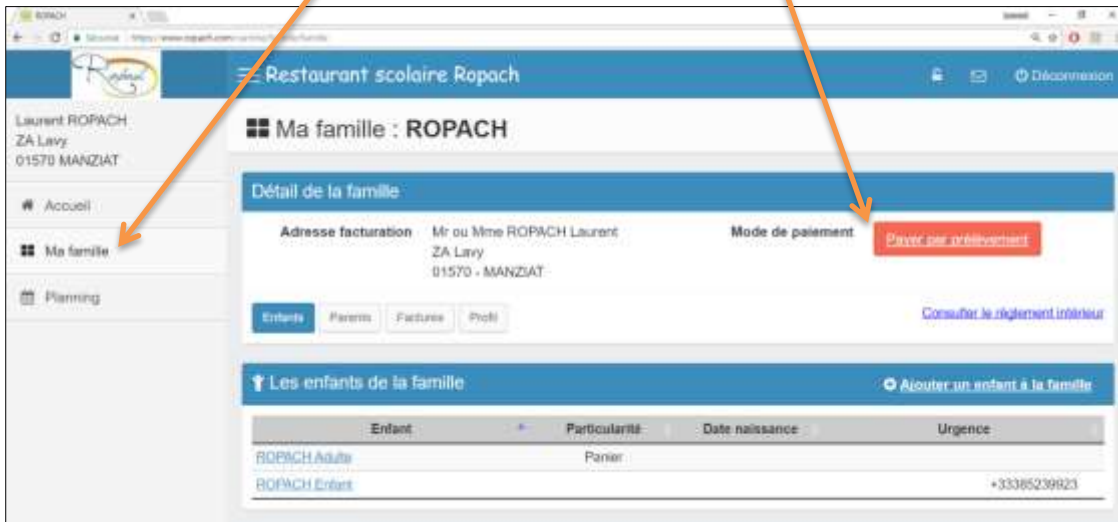 ROPACH
Ropach
Restaurant scolaire Ropach
Déconnexion
Laurent ROPACH
ZA Lavy
01570 MANZIAT
Accueil
Ma famille
Planning
Ma famille : ROPACH
Détail de la famille
Adresse facturation Mr ou Mme ROPACH Laurent
ZA Lavy
01570 - MANZIAT
Mode de paiement Payer par prélèvement
Enfants Parents Factures Profil
Consulter le règlement intérieur
Les enfants de la famille
Ajouter un enfant à la famille
Enfant Particularité Date naissance Urgence
ROPACH Adulte Panier
ROPACH Enfant +33385239923